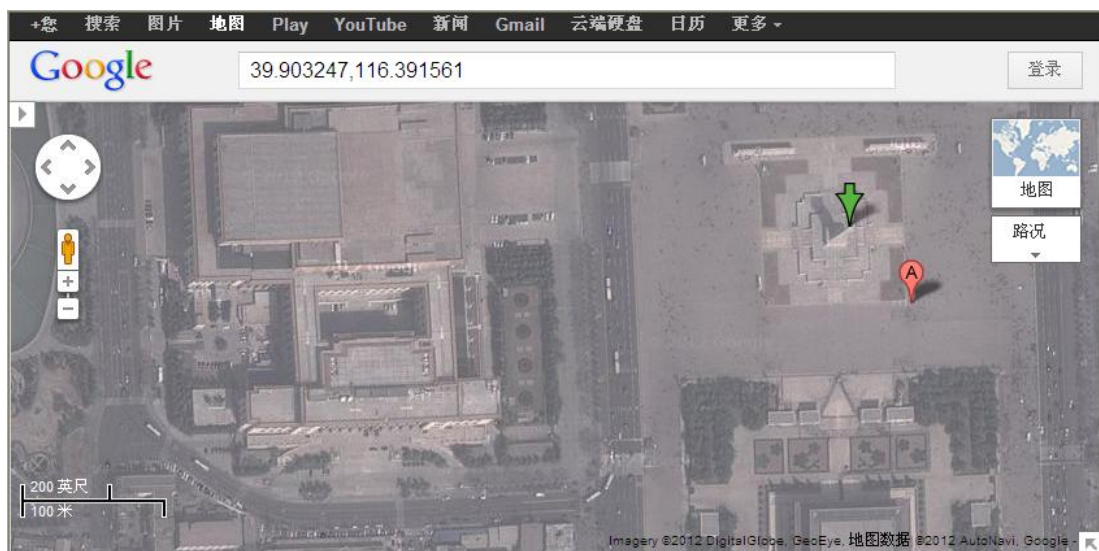 +您 搜索 图片 地图 Play YouTube 新闻 Gmail 云端硬盘 日历 更多
Google 39.903247,116.391561 登录
地图
路况
A
200 英尺
100 米
Imagery ©2012 DigitalGlobe, GeoEye, 地图数据 ©2012 AutoNavi, Google -